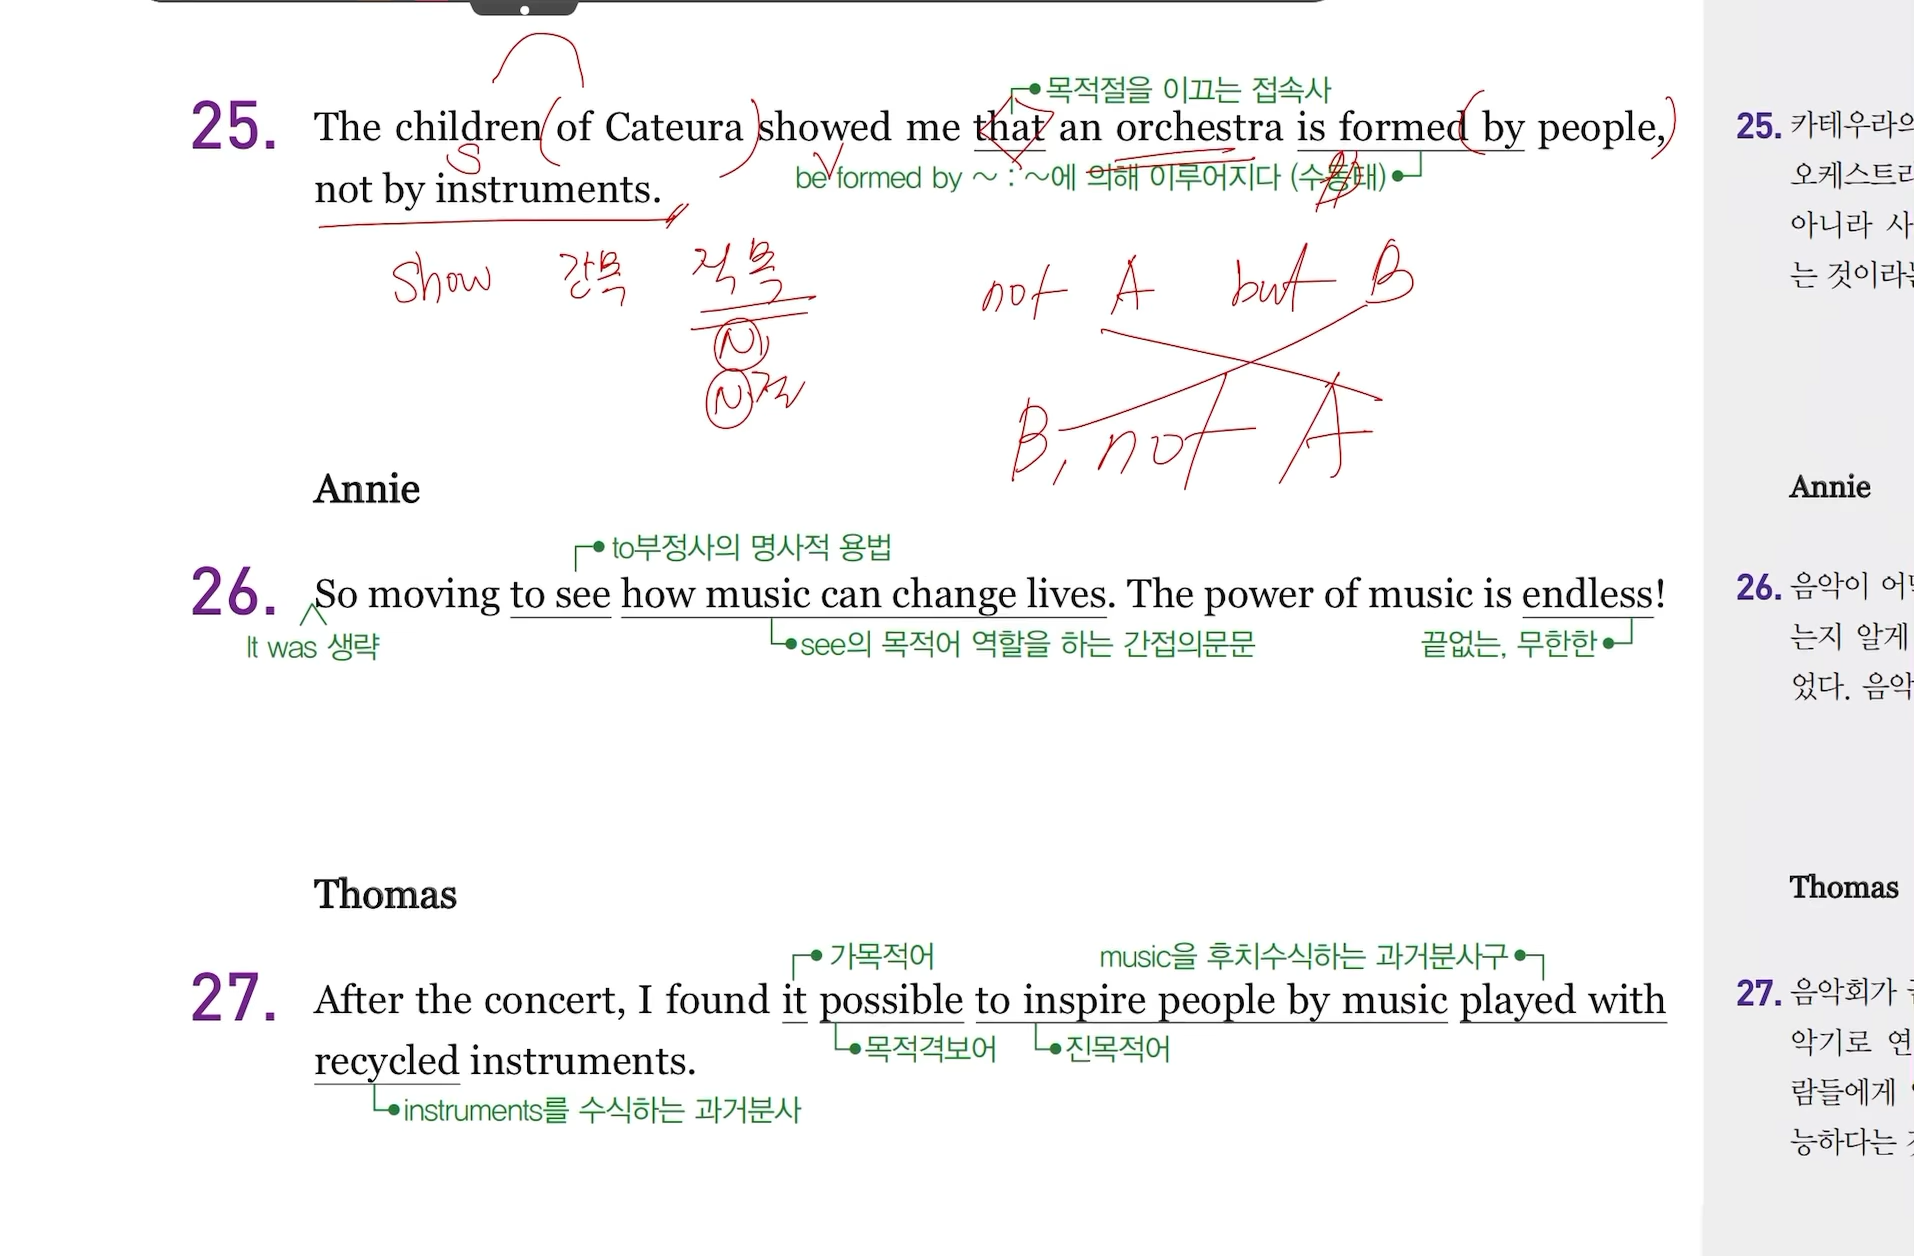 목적절을 이끄는 접속사
25. The children (of Cateura) showed me that an orchestra is formed (by people,)
S
V
be formed by ~ : ~에 의해 이루어지다 (수동태)
not by instruments.
show 간목 직목
N
N절
not A but B
B, not A
Annie
to부정사의 명사적 용법
26. So moving to see how music can change lives. The power of music is endless!
It was 생략
see의 목적어 역할을 하는 간접의문문
끝없는, 무한한
Thomas
가목적어
music을 후치수식하는 과거분사구
27. After the concert, I found it possible to inspire people by music played with
목적격보어
진목적어
recycled instruments.
instruments를 수식하는 과거분사
25. 카테우라의
오케스트라
아니라 사
는 것이라는
Annie
26. 음악이 어떻
는지 알게
었다. 음악
Thomas
27. 음악회가
악기로 연
람들에게
능하다는